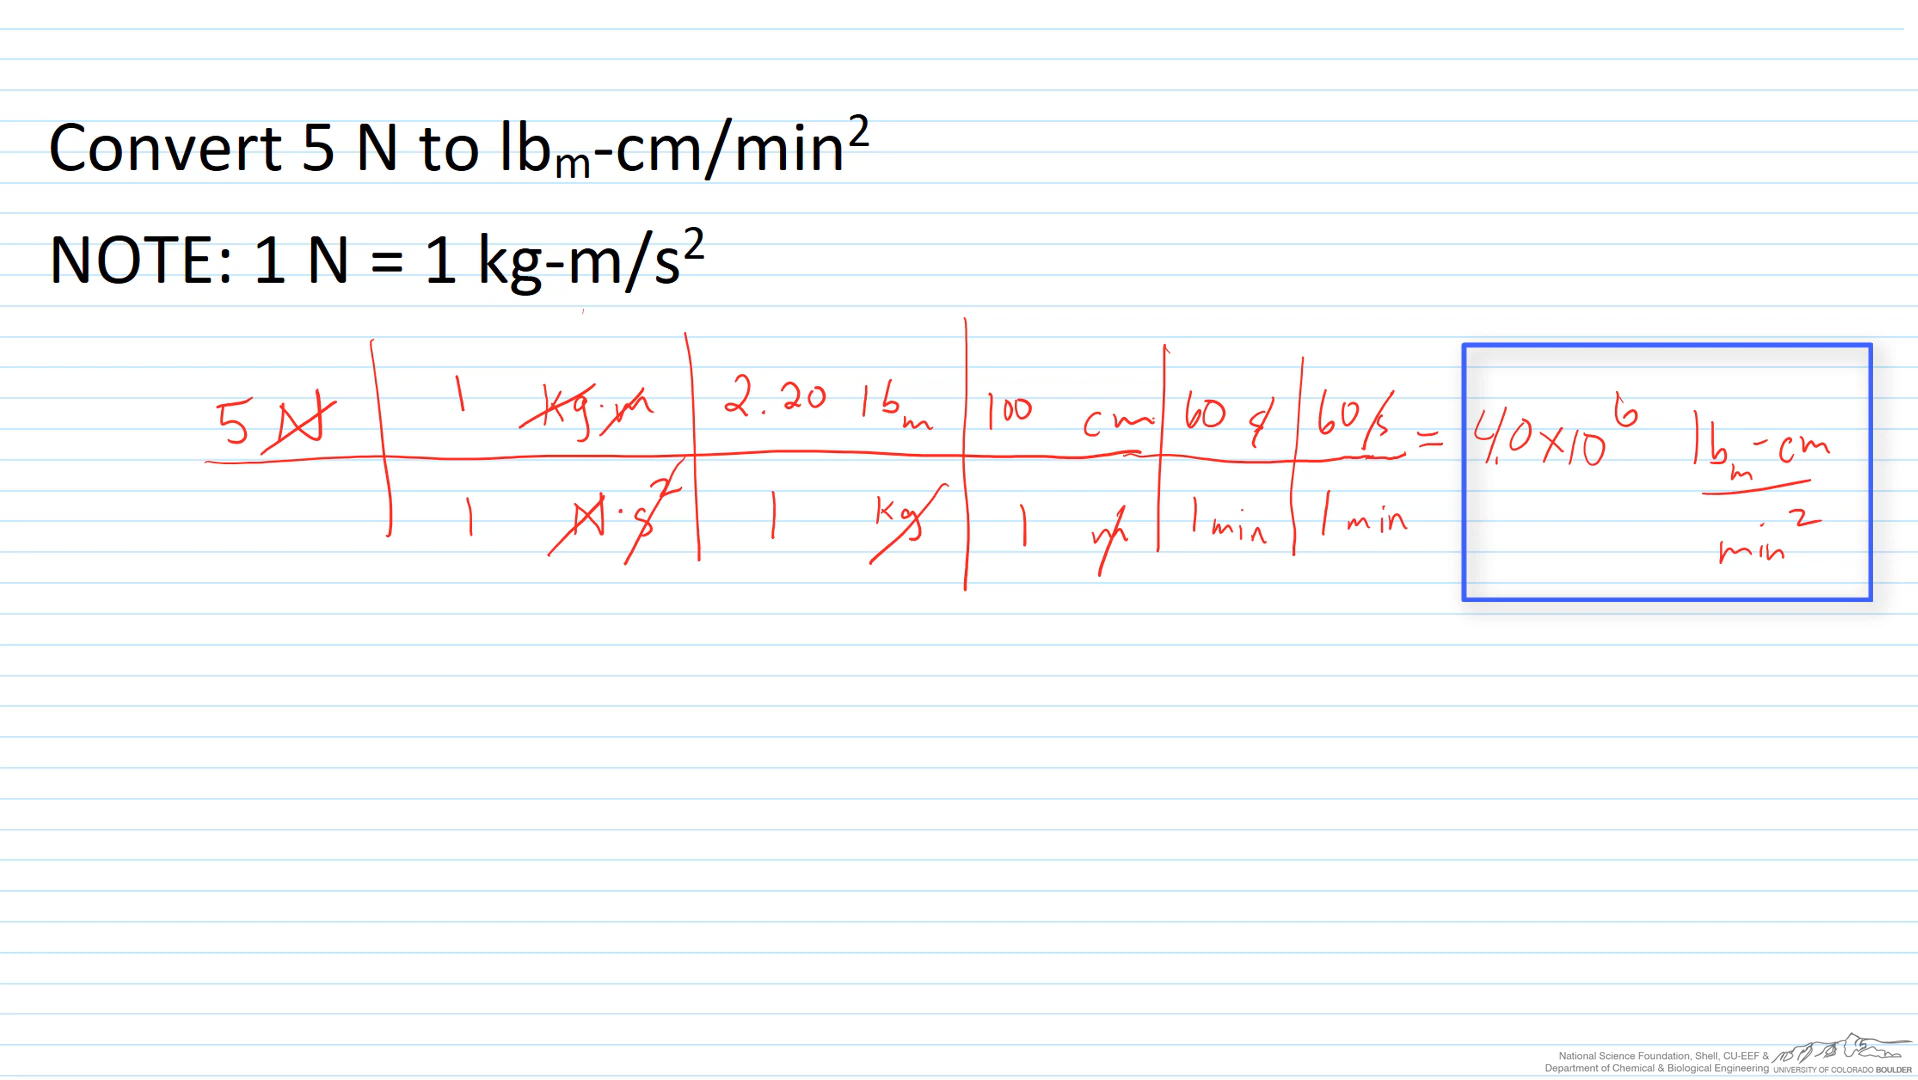 Convert 5 N to lbₘ-cm/min²
NOTE: 1 N = 1 kg-m/s²
5 N | 1 kg·m | 2.20 lbₘ | 100 cm | 60 s | 60 s = 4.0×10⁶ lbₘ-cm
1 N·s² | 1 kg | 1 m | 1 min | 1 min min²
National Science Foundation, Shell, CU-EEF &
Department of Chemical & Biological Engineering UNIVERSITY OF COLORADO BOULDER